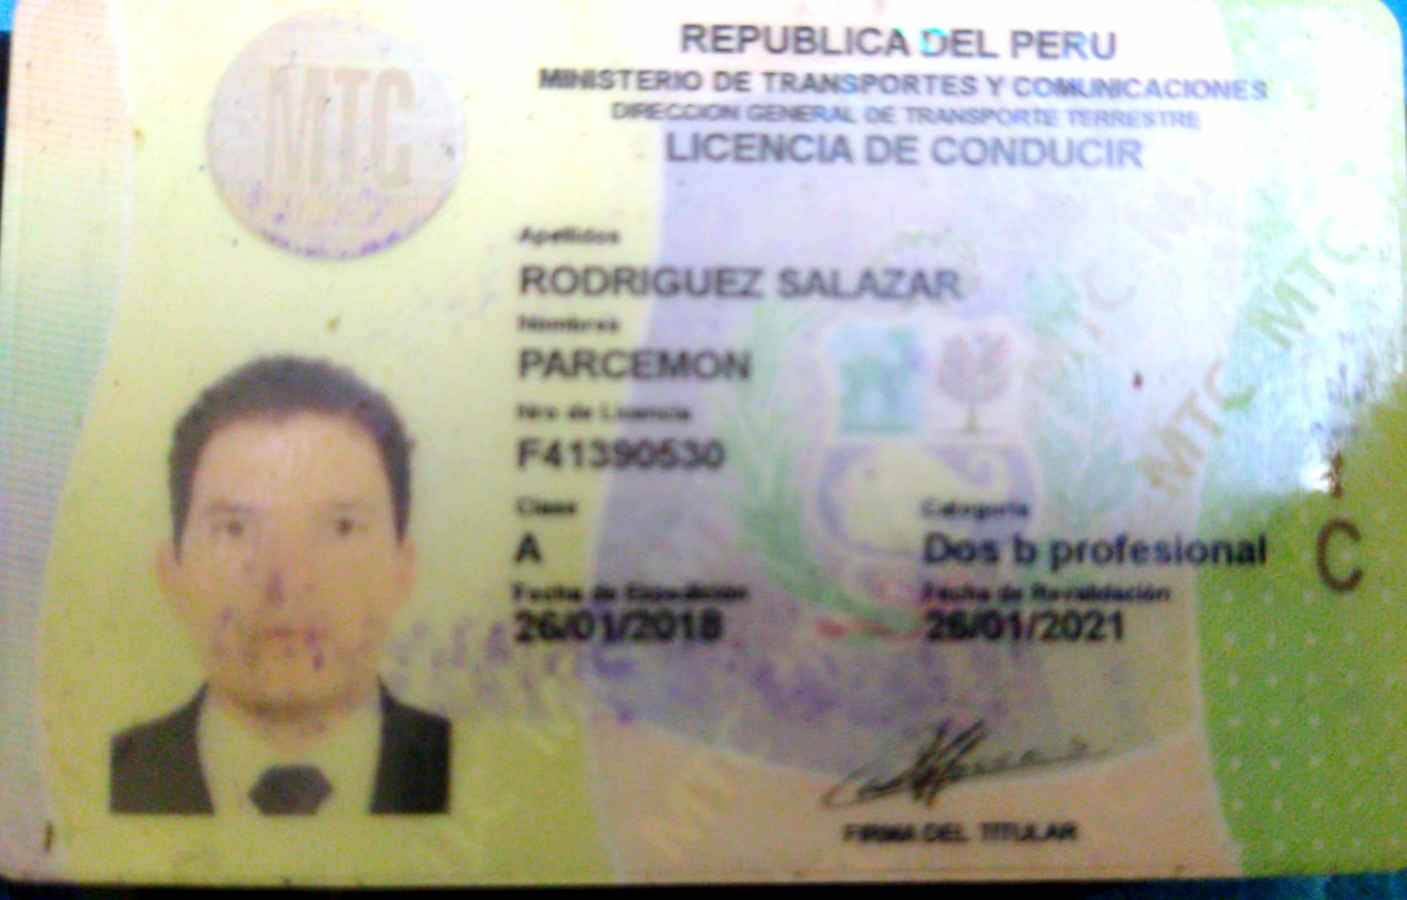 MTC
REPUBLICA DEL PERU
MINISTERIO DE TRANSPORTES Y COMUNICACIONES
DIRECCION GENERAL DE TRANSPORTE TERRESTRE
LICENCIA DE CONDUCIR
Apellidos
RODRIGUEZ SALAZAR
Nombres
PARCEMON
Nro de Licencia
F41390530
Clase Categoria
A Dos b profesional C
Fecha de Expedición Fecha de Revalidación
26/01/2018 26/01/2021
FIRMA DEL TITULAR
MTC
MTC
MTC